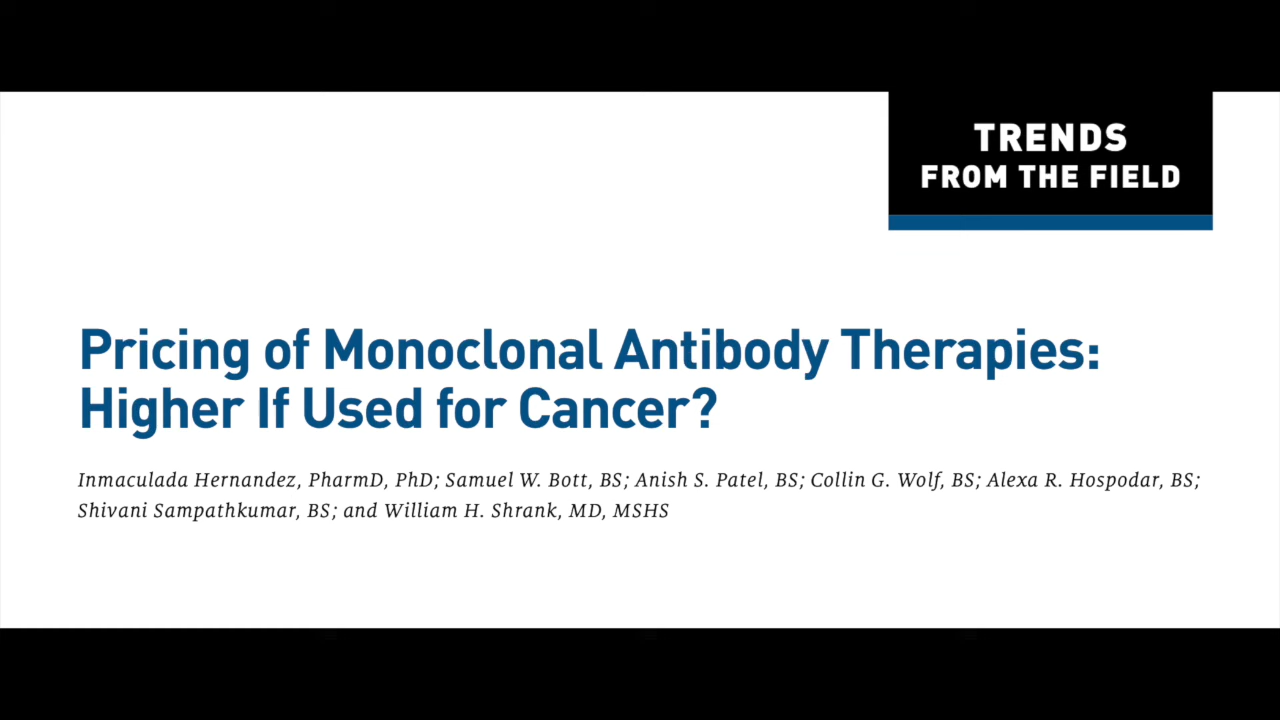 TRENDS
FROM THE FIELD
Pricing of Monoclonal Antibody Therapies:
Higher If Used for Cancer?
Inmaculada Hernandez, PharmD, PhD; Samuel W. Bott, BS; Anish S. Patel, BS; Collin G. Wolf, BS; Alexa R. Hospodar, BS;
Shivani Sampathkumar, BS; and William H. Shrank, MD, MSHS